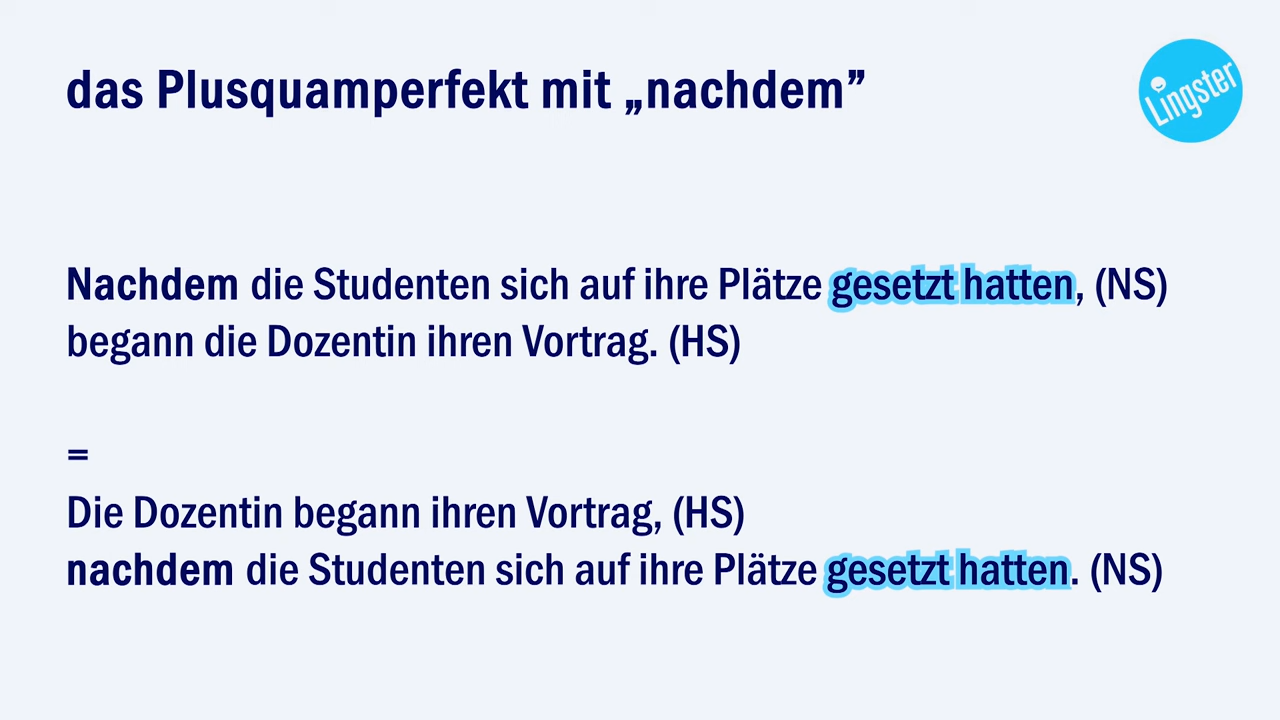 das Plusquamperfekt mit „nachdem”
Lingster
Nachdem die Studenten sich auf ihre Plätze gesetzt hatten, (NS)
begann die Dozentin ihren Vortrag. (HS)
=
Die Dozentin begann ihren Vortrag, (HS)
nachdem die Studenten sich auf ihre Plätze gesetzt hatten. (NS)